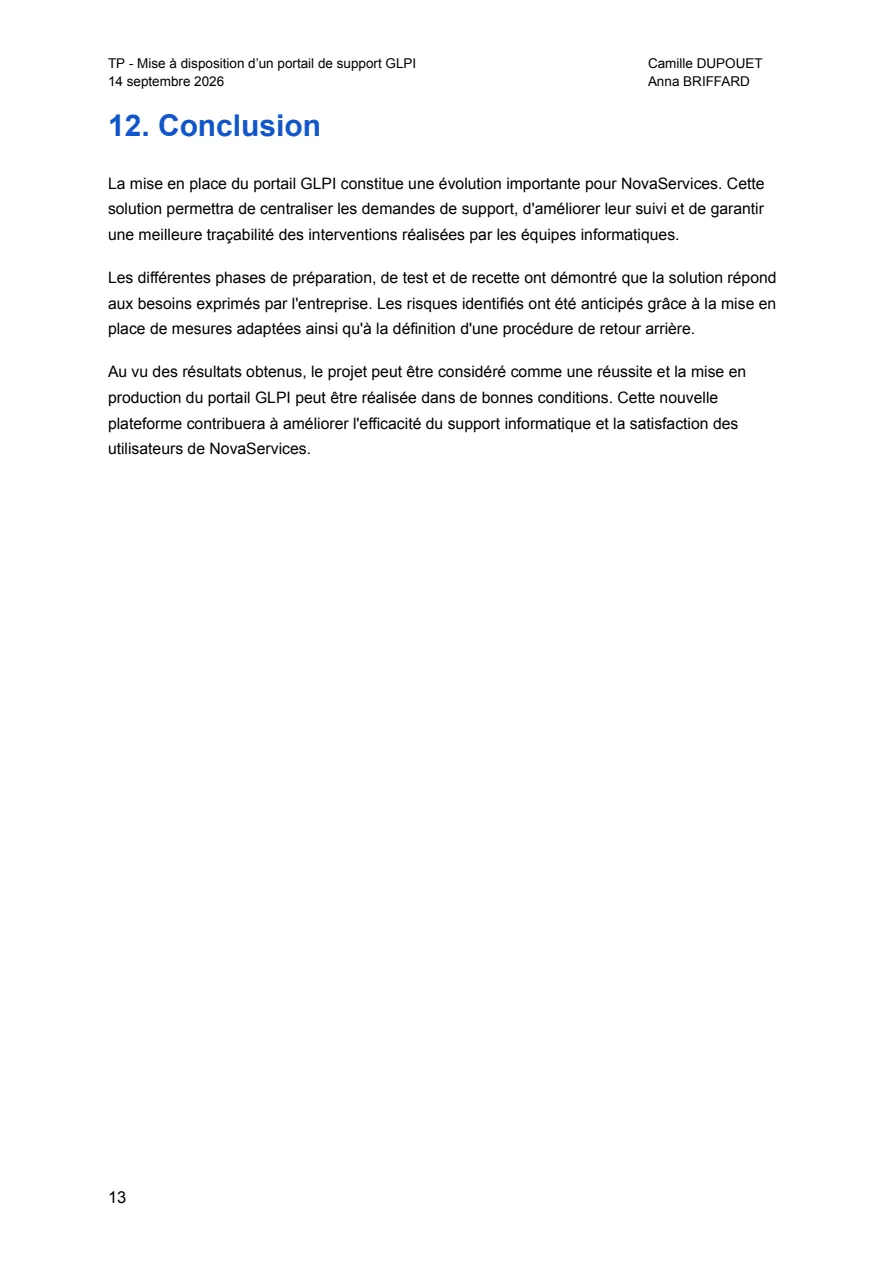 TP - Mise à disposition d’un portail de support GLPI
14 septembre 2026
Camille DUPOUET
Anna BRIFFARD
12. Conclusion
La mise en place du portail GLPI constitue une évolution importante pour NovaServices. Cette
solution permettra de centraliser les demandes de support, d'améliorer leur suivi et de garantir
une meilleure traçabilité des interventions réalisées par les équipes informatiques.
Les différentes phases de préparation, de test et de recette ont démontré que la solution répond
aux besoins exprimés par l'entreprise. Les risques identifiés ont été anticipés grâce à la mise en
place de mesures adaptées ainsi qu'à la définition d'une procédure de retour arrière.
Au vu des résultats obtenus, le projet peut être considéré comme une réussite et la mise en
production du portail GLPI peut être réalisée dans de bonnes conditions. Cette nouvelle
plateforme contribuera à améliorer l'efficacité du support informatique et la satisfaction des
utilisateurs de NovaServices.
13